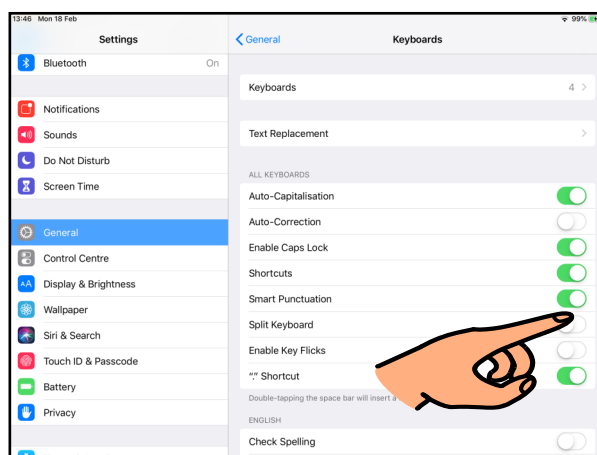 13:46 Mon 18 Feb
99%
Settings
General
Keyboards
Bluetooth
On
Notifications
Sounds
Do Not Disturb
Screen Time
General
Control Centre
AA
Display & Brightness
Wallpaper
Siri & Search
Touch ID & Passcode
Battery
Privacy
Keyboards
4
Text Replacement
ALL KEYBOARDS
Auto-Capitalisation
Auto-Correction
Enable Caps Lock
Shortcuts
Smart Punctuation
Split Keyboard
Enable Key Flicks
"." Shortcut
Double-tapping the space bar will insert a
ENGLISH
Check Spelling